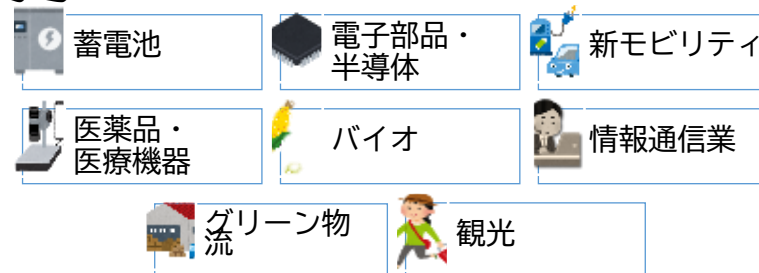 蓄電池
電子部品・
半導体
新モビリティ
医薬品・
医療機器
バイオ
情報通信業
グリーン物
流
観光